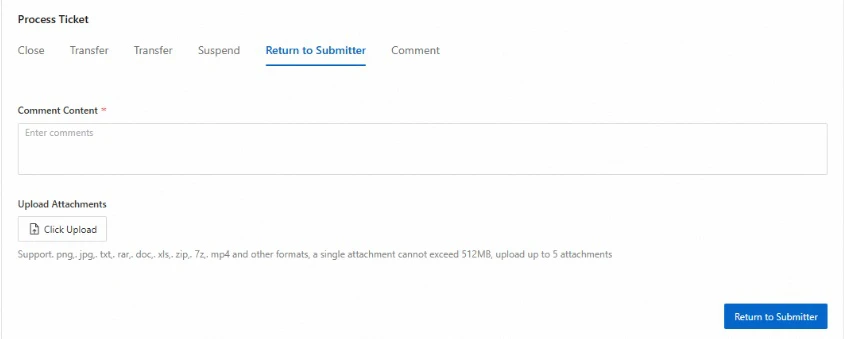 Process Ticket
Close Transfer Transfer Suspend Return to Submitter Comment
Comment Content *
Enter comments
Upload Attachments
Click Upload
Support. png,. jpg,. txt,. rar,. doc,. xls,. zip,. 7z,. mp4 and other formats, a single attachment cannot exceed 512MB, upload up to 5 attachments
Return to Submitter